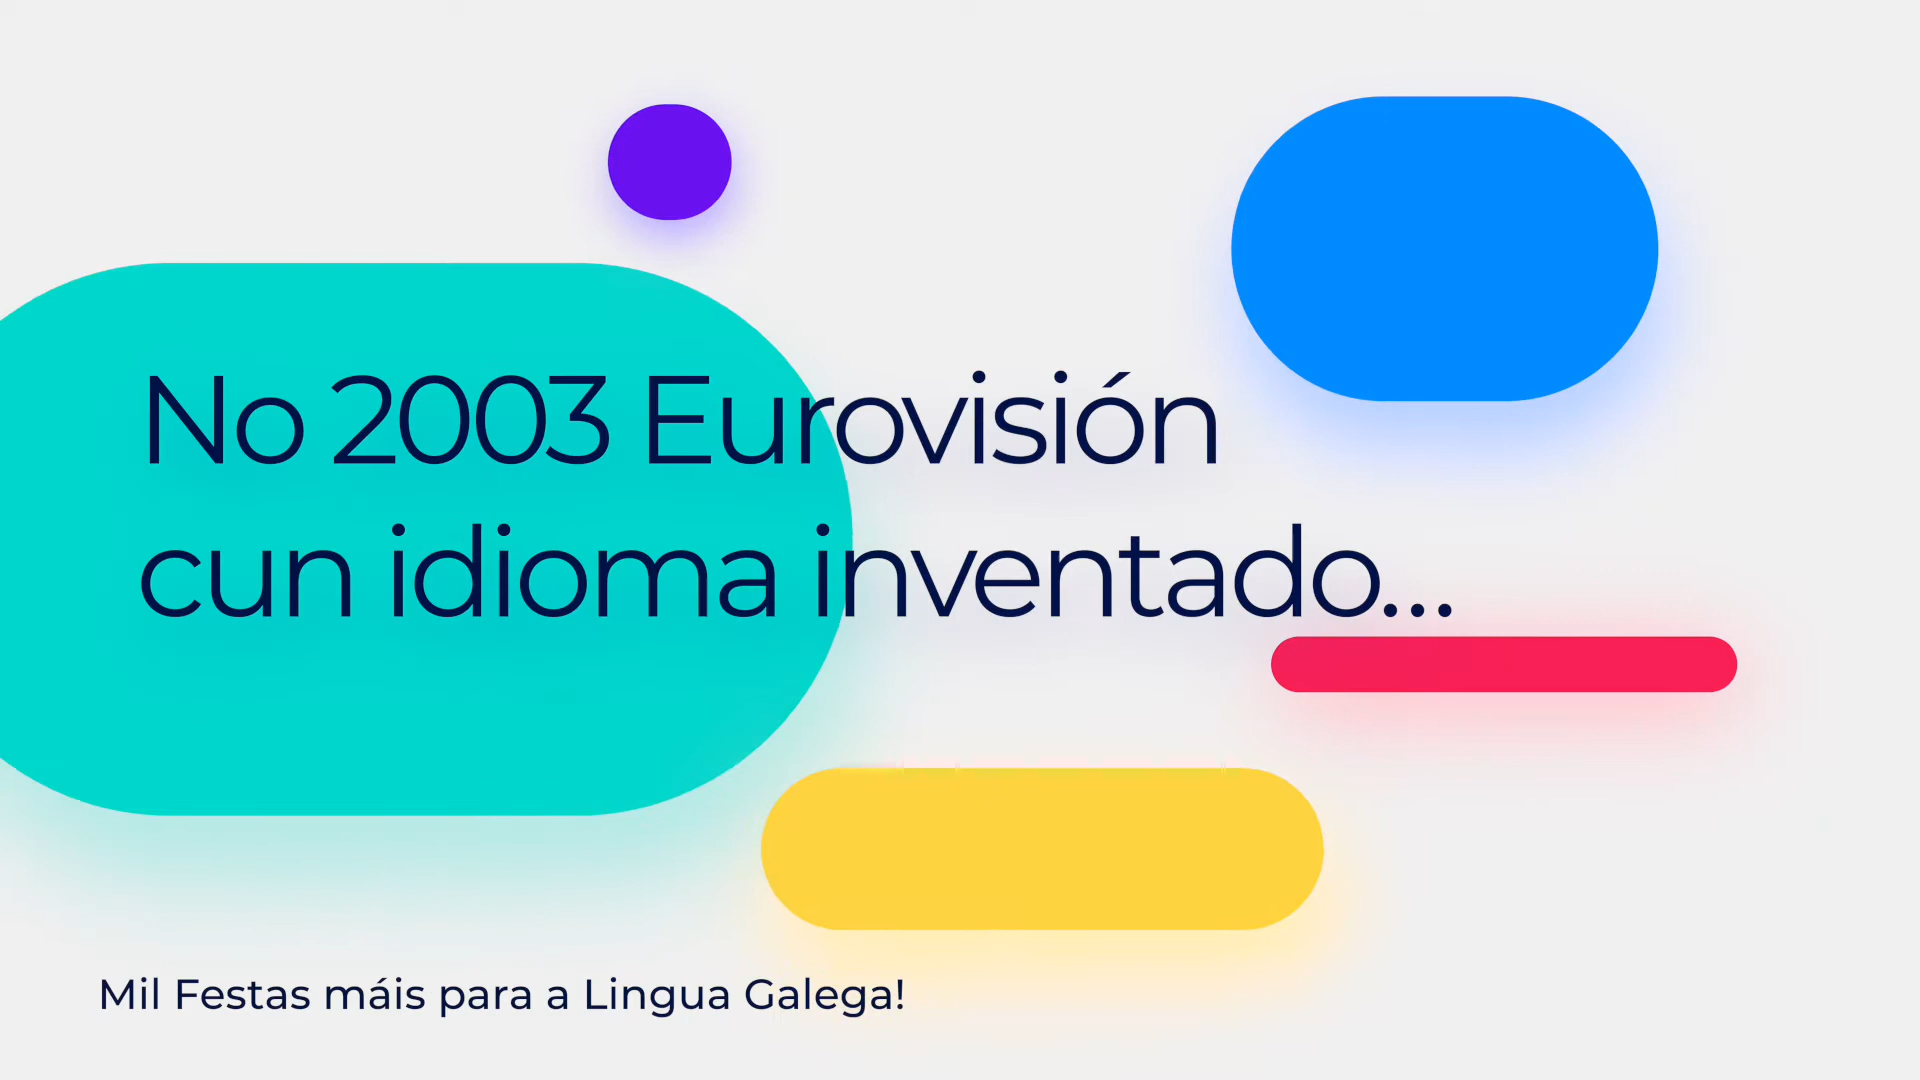 No 2003 Eurovisión
cun idioma inventado...
Mil Festas máis para a Lingua Galega!